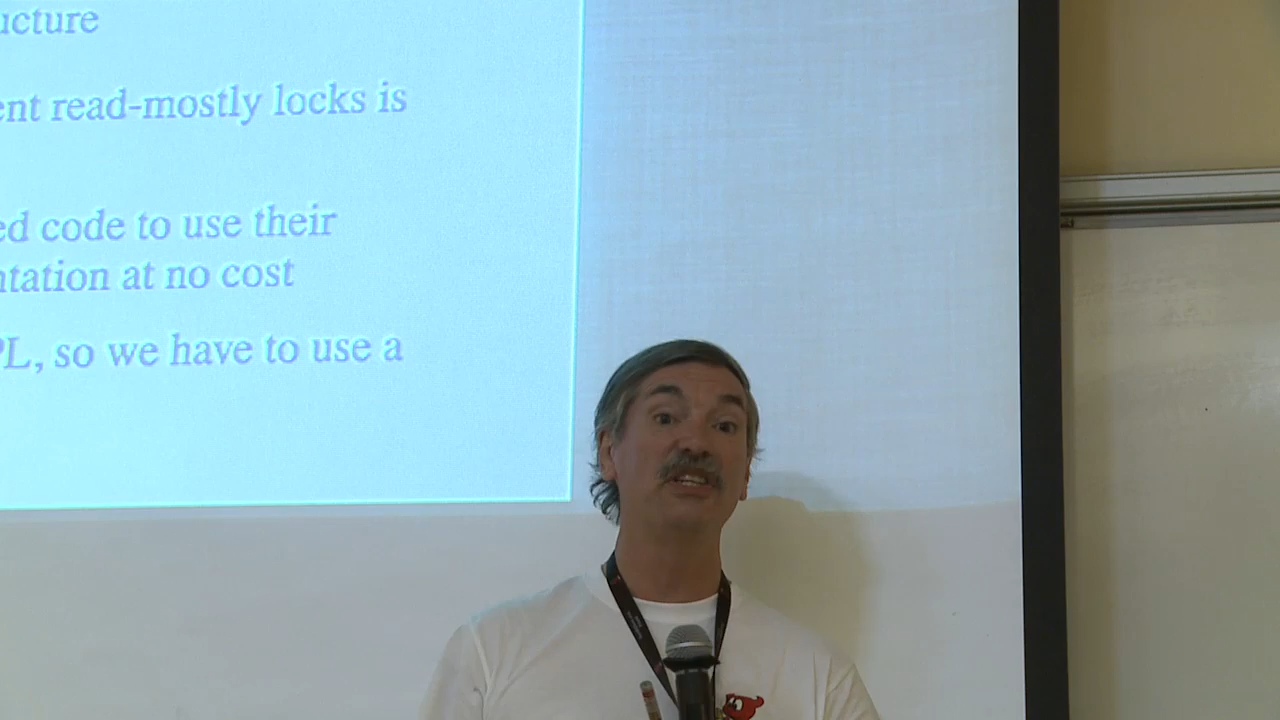 ucture
ent read-mostly locks is
ed code to use their
ntation at no cost
PL, so we have to use a